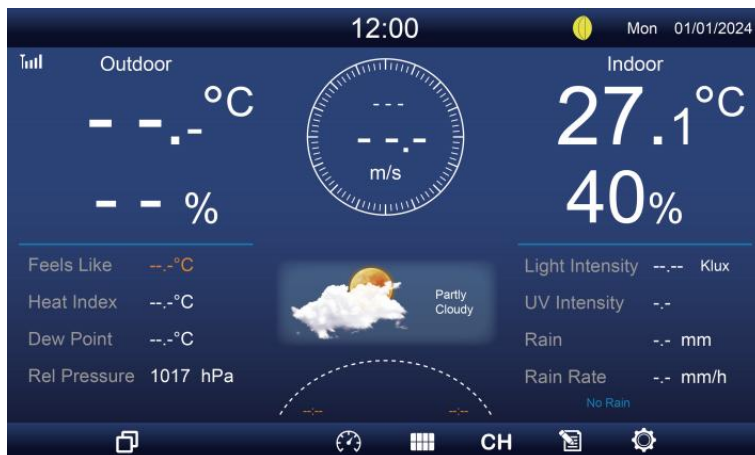 12:00
Mon 01/01/2024
Outdoor
--.-°C
-- %
---
--.-
m/s
Indoor
27.1°C
40%
Feels Like --.-°C
Heat Index --.-°C
Dew Point --.-°C
Rel Pressure 1017 hPa
Partly
Cloudy
--:-- --:--
Light Intensity --.-- Klux
UV Intensity -.-
Rain -.- mm
Rain Rate -.- mm/h
No Rain
CH